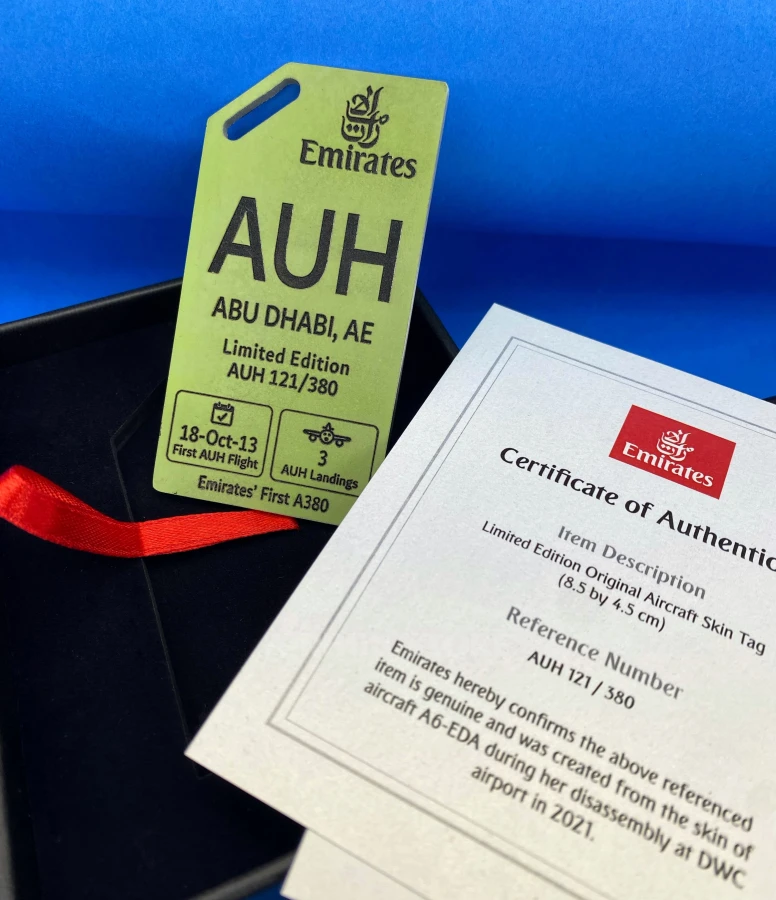 Emirates
AUH
ABU DHABI, AE
Limited Edition
AUH 121/380
18-Oct-13
First AUH Flight
3
AUH Landings
Emirates' First A380
Emirates
Certificate of
Item Description
Limited Edition Original Aircraft Skin Tag
(8.5 by 4.5 cm)
Reference Number
AUH 121 / 380
Emirates hereby confirms the above referenced
item is genuine and was created from the skin of
aircraft A6-EDA during her disassembly at DWC
airport in 2021.